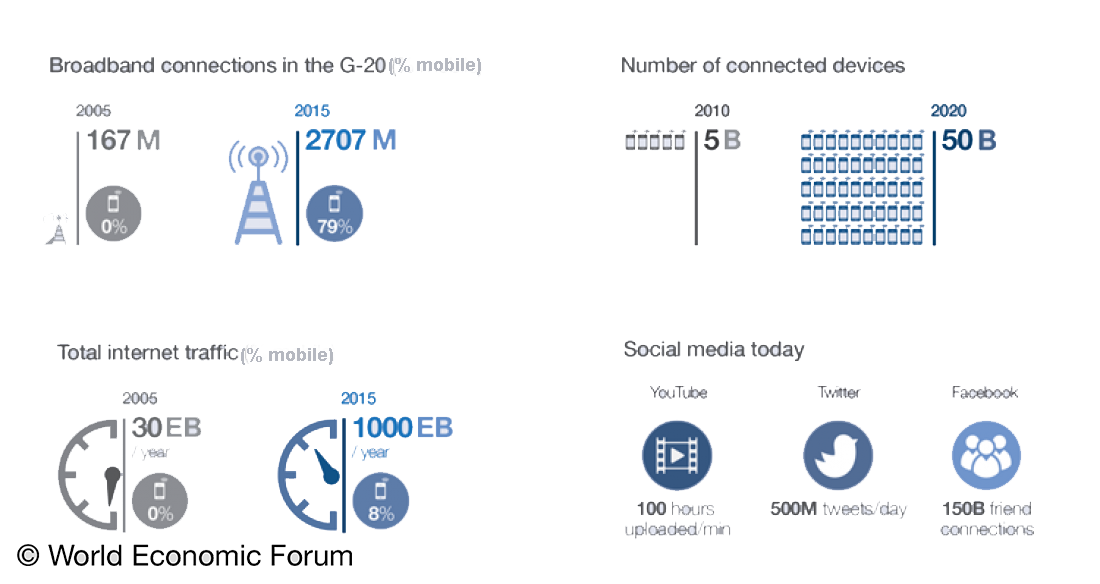 Broadband connections in the G-20 (% mobile)
2005
167 M
0%
2015
2707 M
79%
Number of connected devices
2010
5 B
2020
50 B
Total internet traffic (% mobile)
2005
30 EB
/ year
0%
2015
1000 EB
/ year
8%
Social media today
YouTube
100 hours
uploaded/min
Twitter
500M tweets/day
Facebook
150B friend
connections
© World Economic Forum